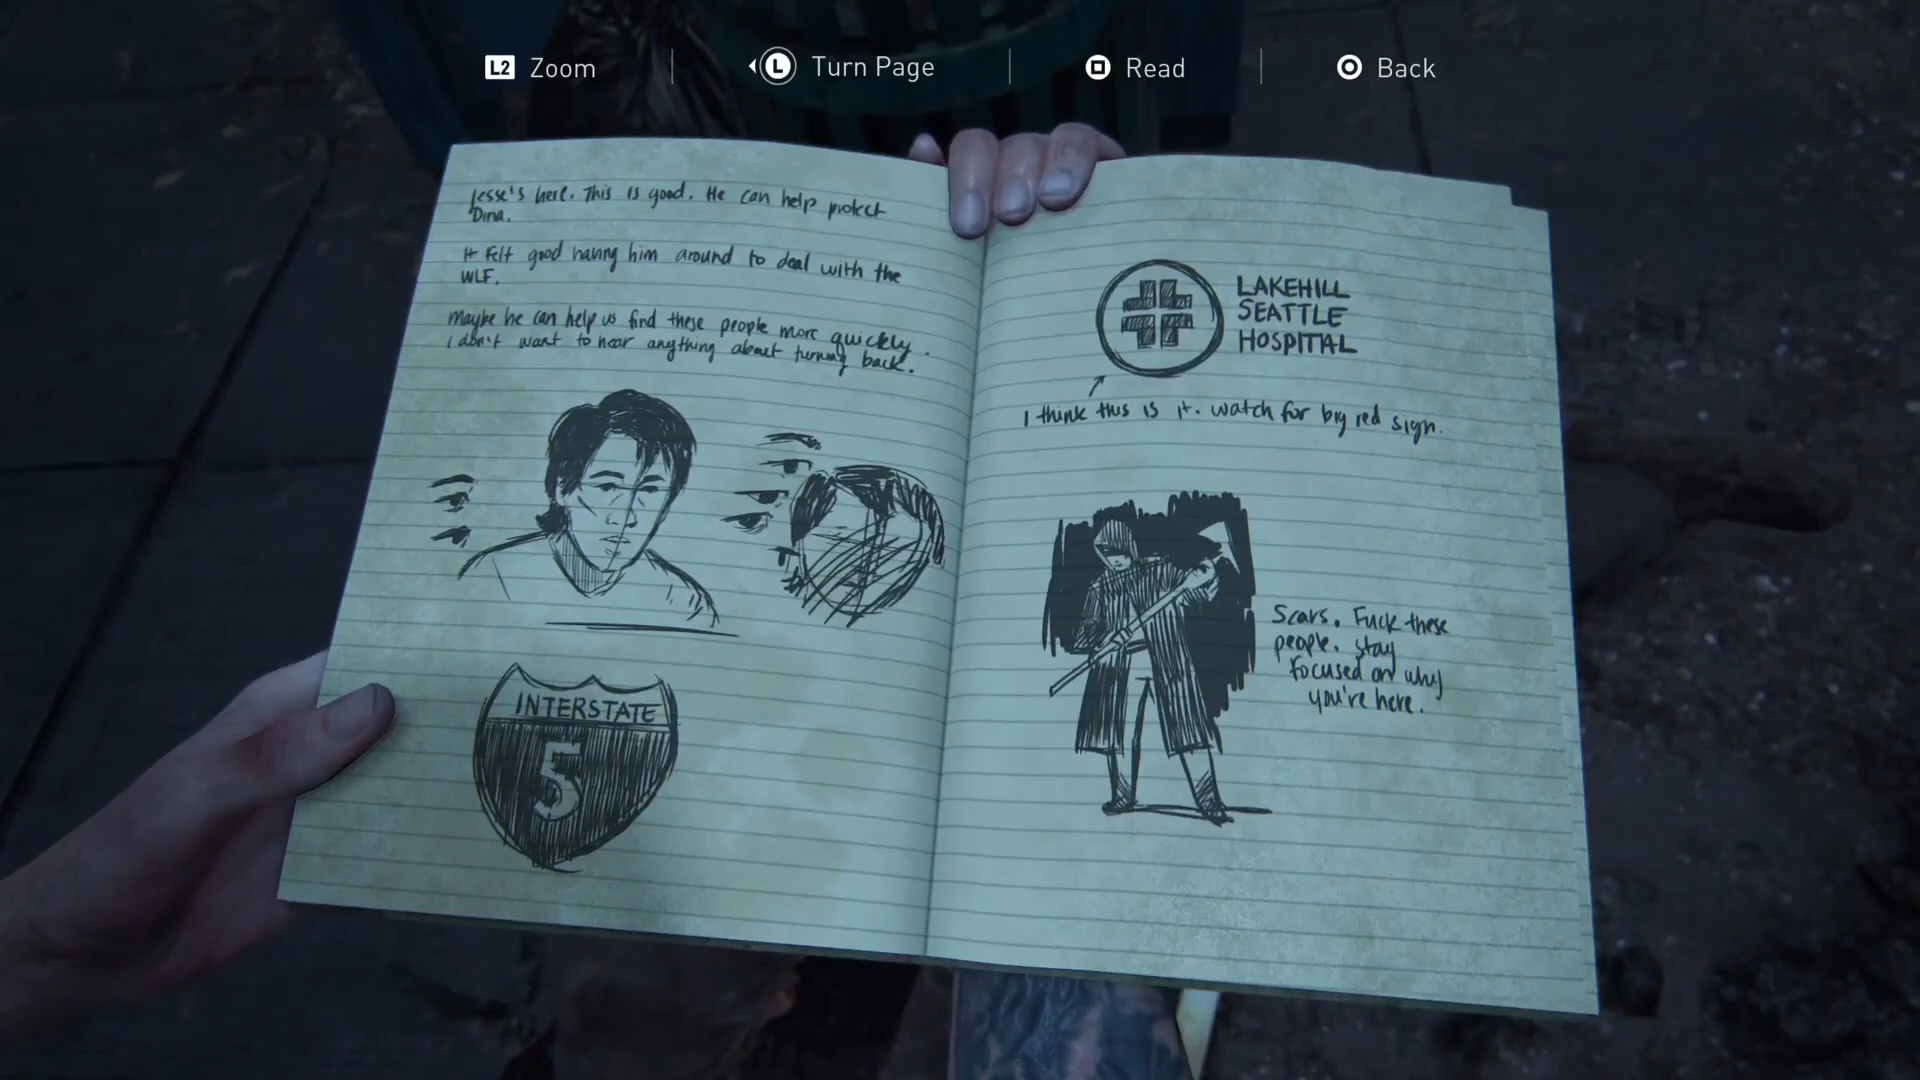 L2 Zoom
L Turn Page
Read
Back
Jesse's here. This is good. He can help protect
Dina.
It felt good having him around to deal with the
WLF.
Maybe he can help us find these people more quickly.
I don't want to hear anything about turning back.
INTERSTATE
5
LAKEHILL
SEATTLE
HOSPITAL
I think this is it. Watch for big red sign.
Scars. Fuck these
people. Stay
focused on why
you're here.